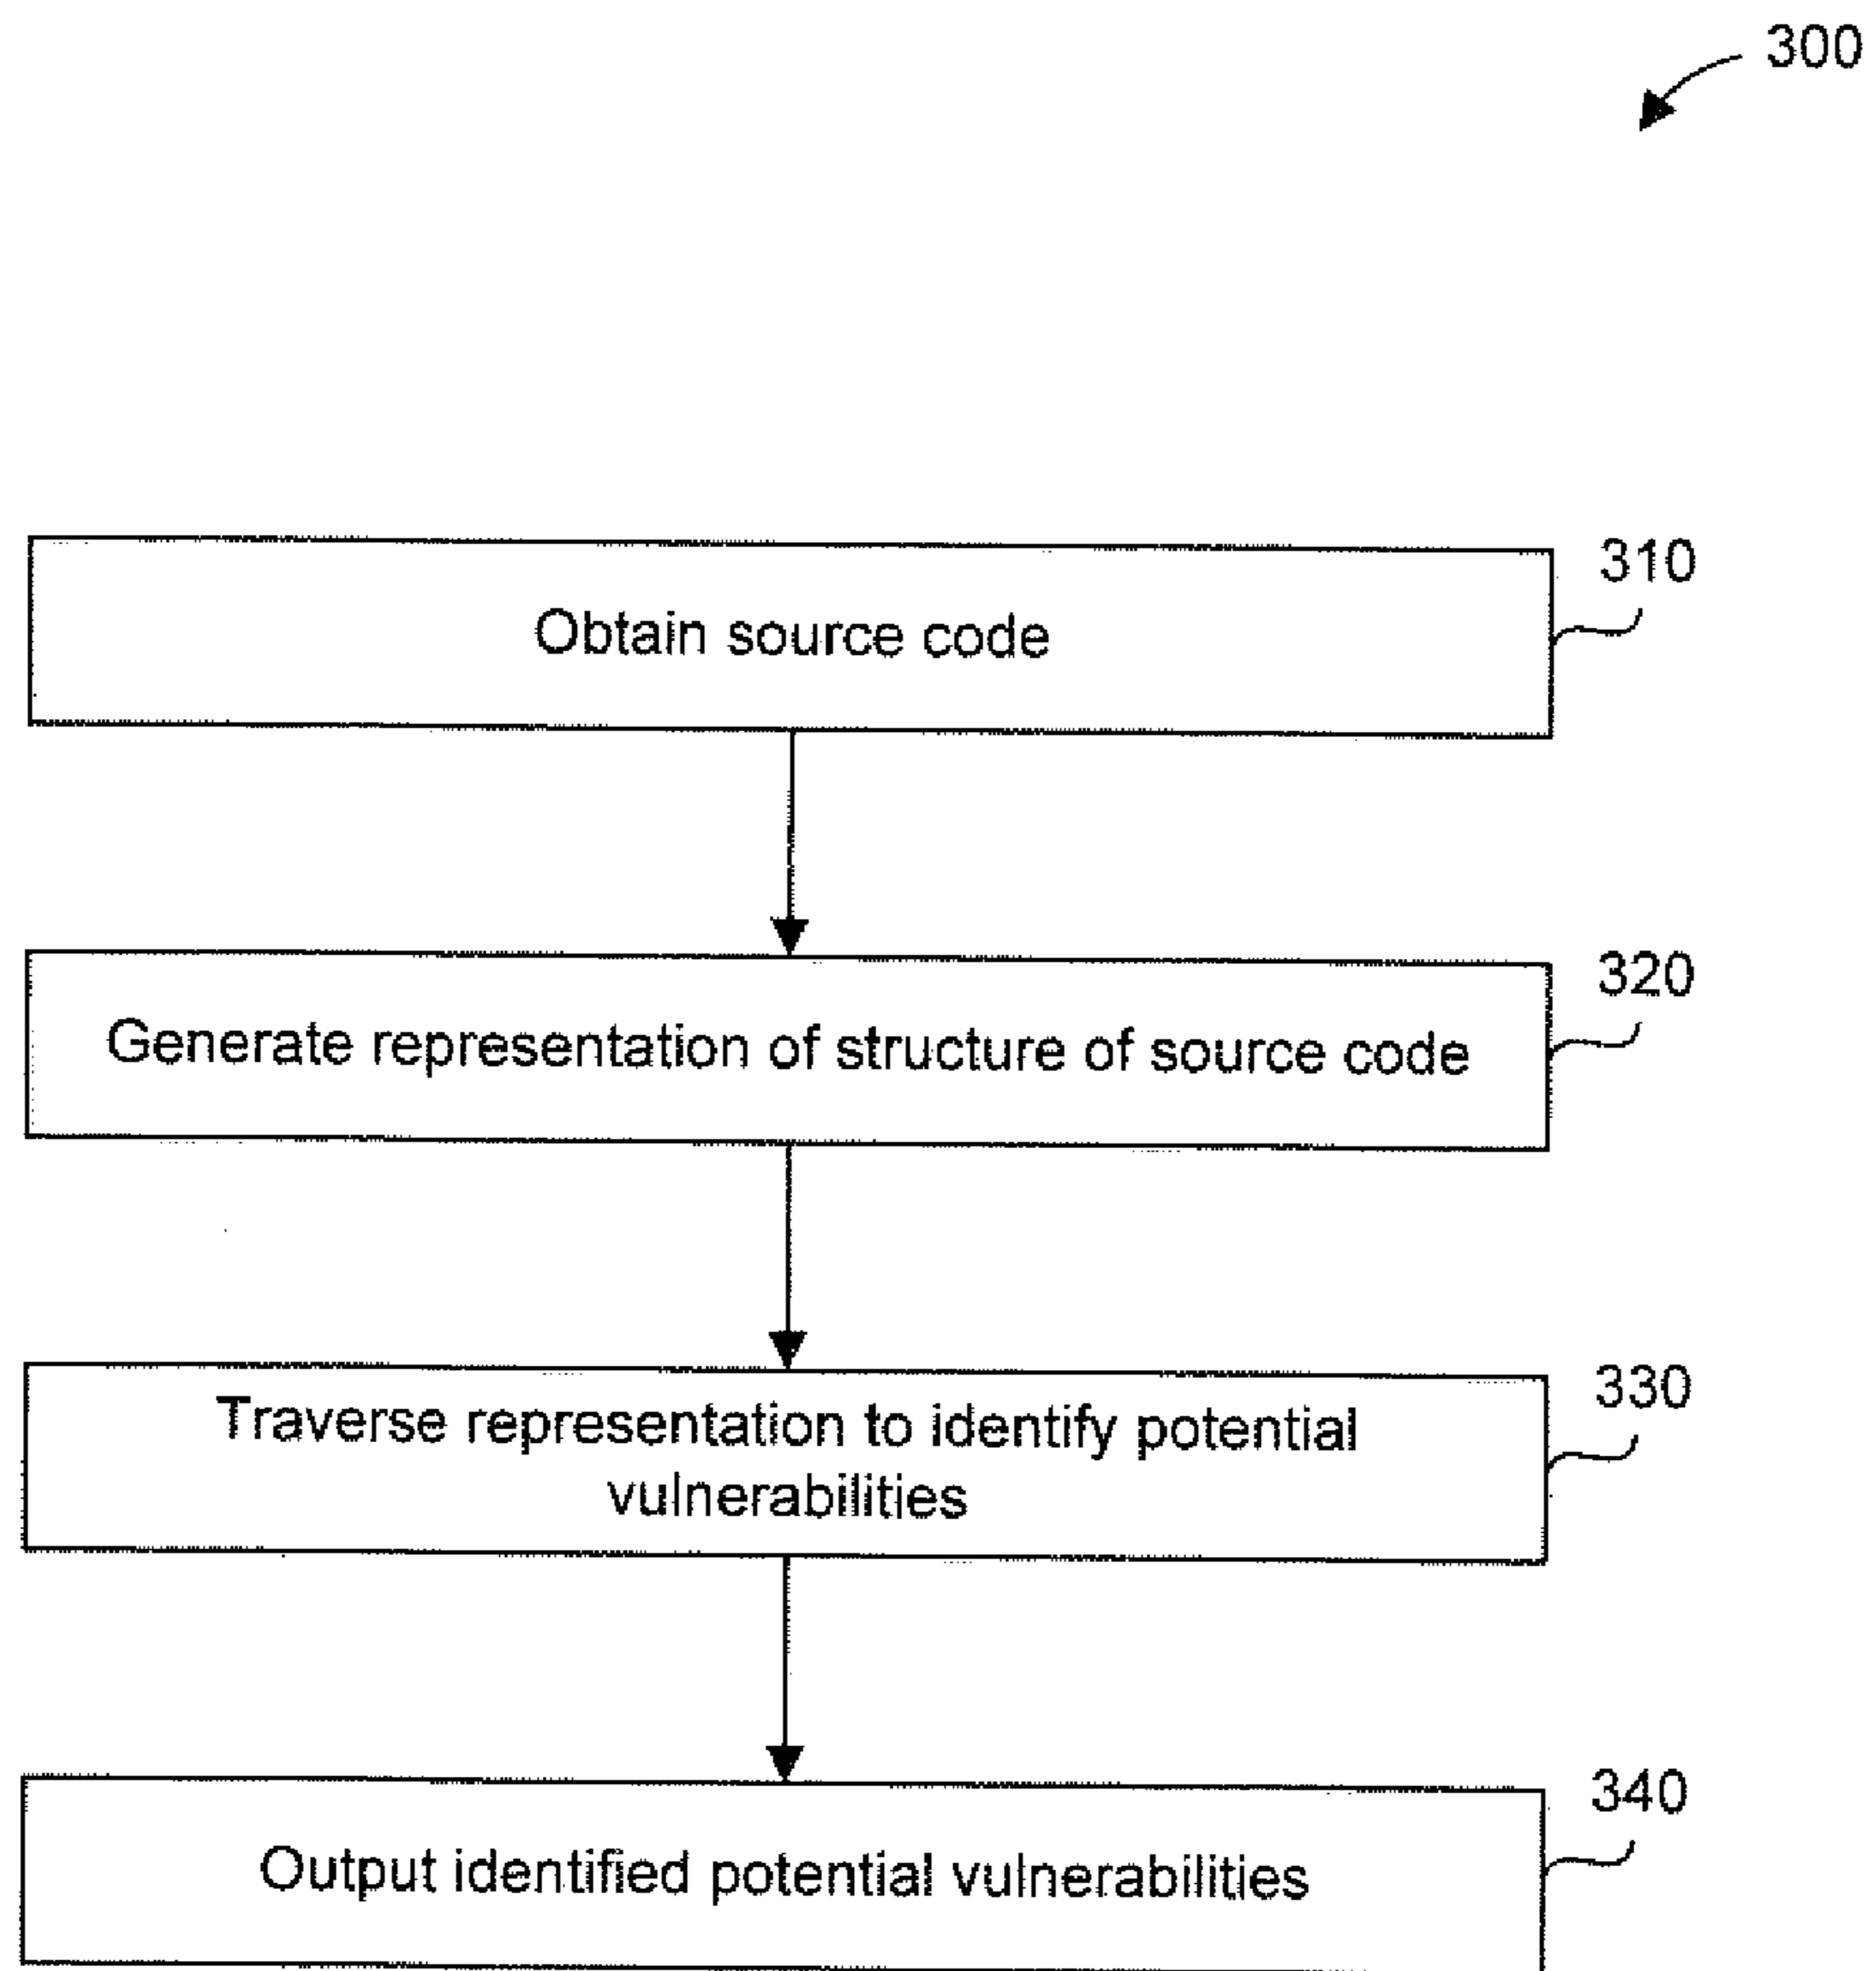 300
310
Obtain source code
320
Generate representation of structure of source code
330
Traverse representation to identify potential
vulnerabilities
340
Output identified potential vulnerabilities